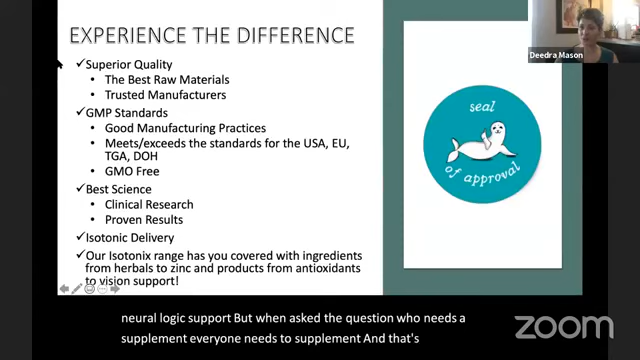 EXPERIENCE THE DIFFERENCE
Deedra Mason
✓Superior Quality
• The Best Raw Materials
• Trusted Manufacturers
✓GMP Standards
• Good Manufacturing Practices
• Meets/exceeds the standards for the USA, EU,
TGA, DOH
• GMO Free
✓Best Science
• Clinical Research
• Proven Results
✓Isotonic Delivery
✓Our Isotonix range has you covered with ingredients
from herbals to zinc and products from antioxidants
to vision support!
seal
of approval
neural logic support But when asked the question who needs a
supplement everyone needs to supplement And that's
zoom